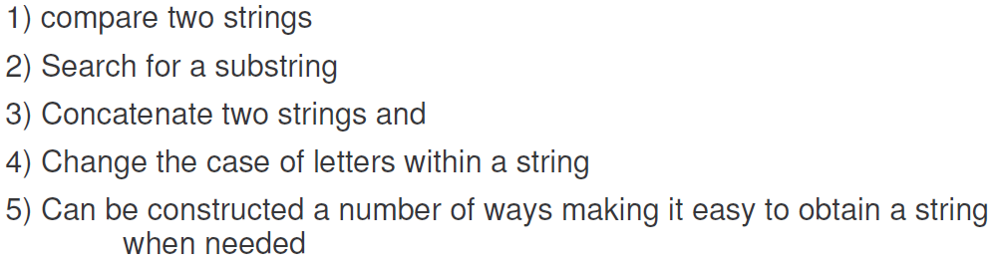 1) compare two strings
2) Search for a substring
3) Concatenate two strings and
4) Change the case of letters within a string
5) Can be constructed a number of ways making it easy to obtain a string
when needed